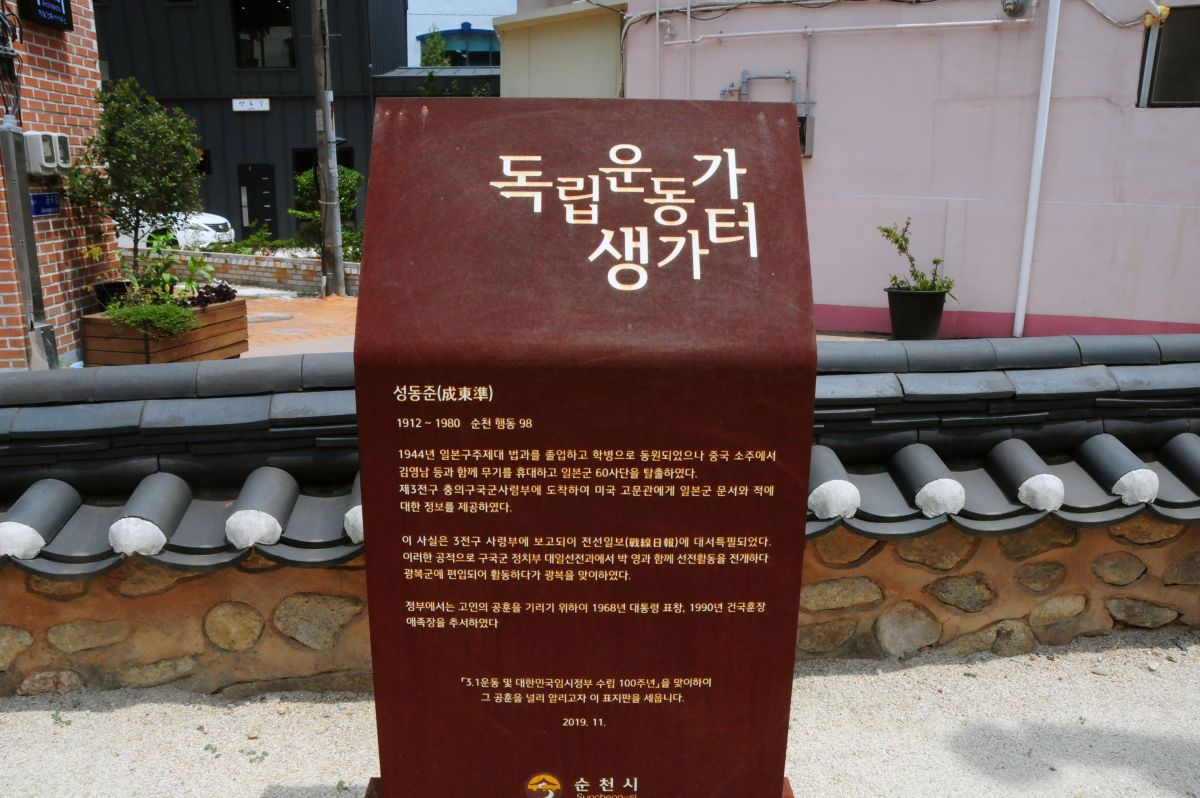 독립운동가
생가터
성동준(成東準)
1912 ~ 1980 순천 행동 98
1944년 일본구주제대 법과를 졸입하고 학병으로 동원되었으나 중국 소주에서
김영남 등과 함께 무기를 휴대하고 일본군 60사단을 탈출하였다.
제3전구 충의구국군사령부에 도착하여 미국 고문관에게 일본군 문서와 적에
대한 정보를 제공하였다.
이 사실은 3전구 사령부에 보고되어 전선일보(戰線日報)에 대서특필되었다.
이러한 공적으로 구국군 정치부 대일선전과에서 박 영과 함께 선전활동을 전개하다
광복군에 편입되어 활동하다가 광복을 맞이하였다.
정부에서는 고인의 공훈을 기리기 위하여 1968년 대통령 표창, 1990년 건국훈장
애족장을 추서하였다
「3.1운동 및 대한민국임시정부 수립 100주년」을 맞이하여
그 공훈을 널리 알리고자 이 표지판을 세웁니다.
2019. 11.
순천시
Suncheon-si